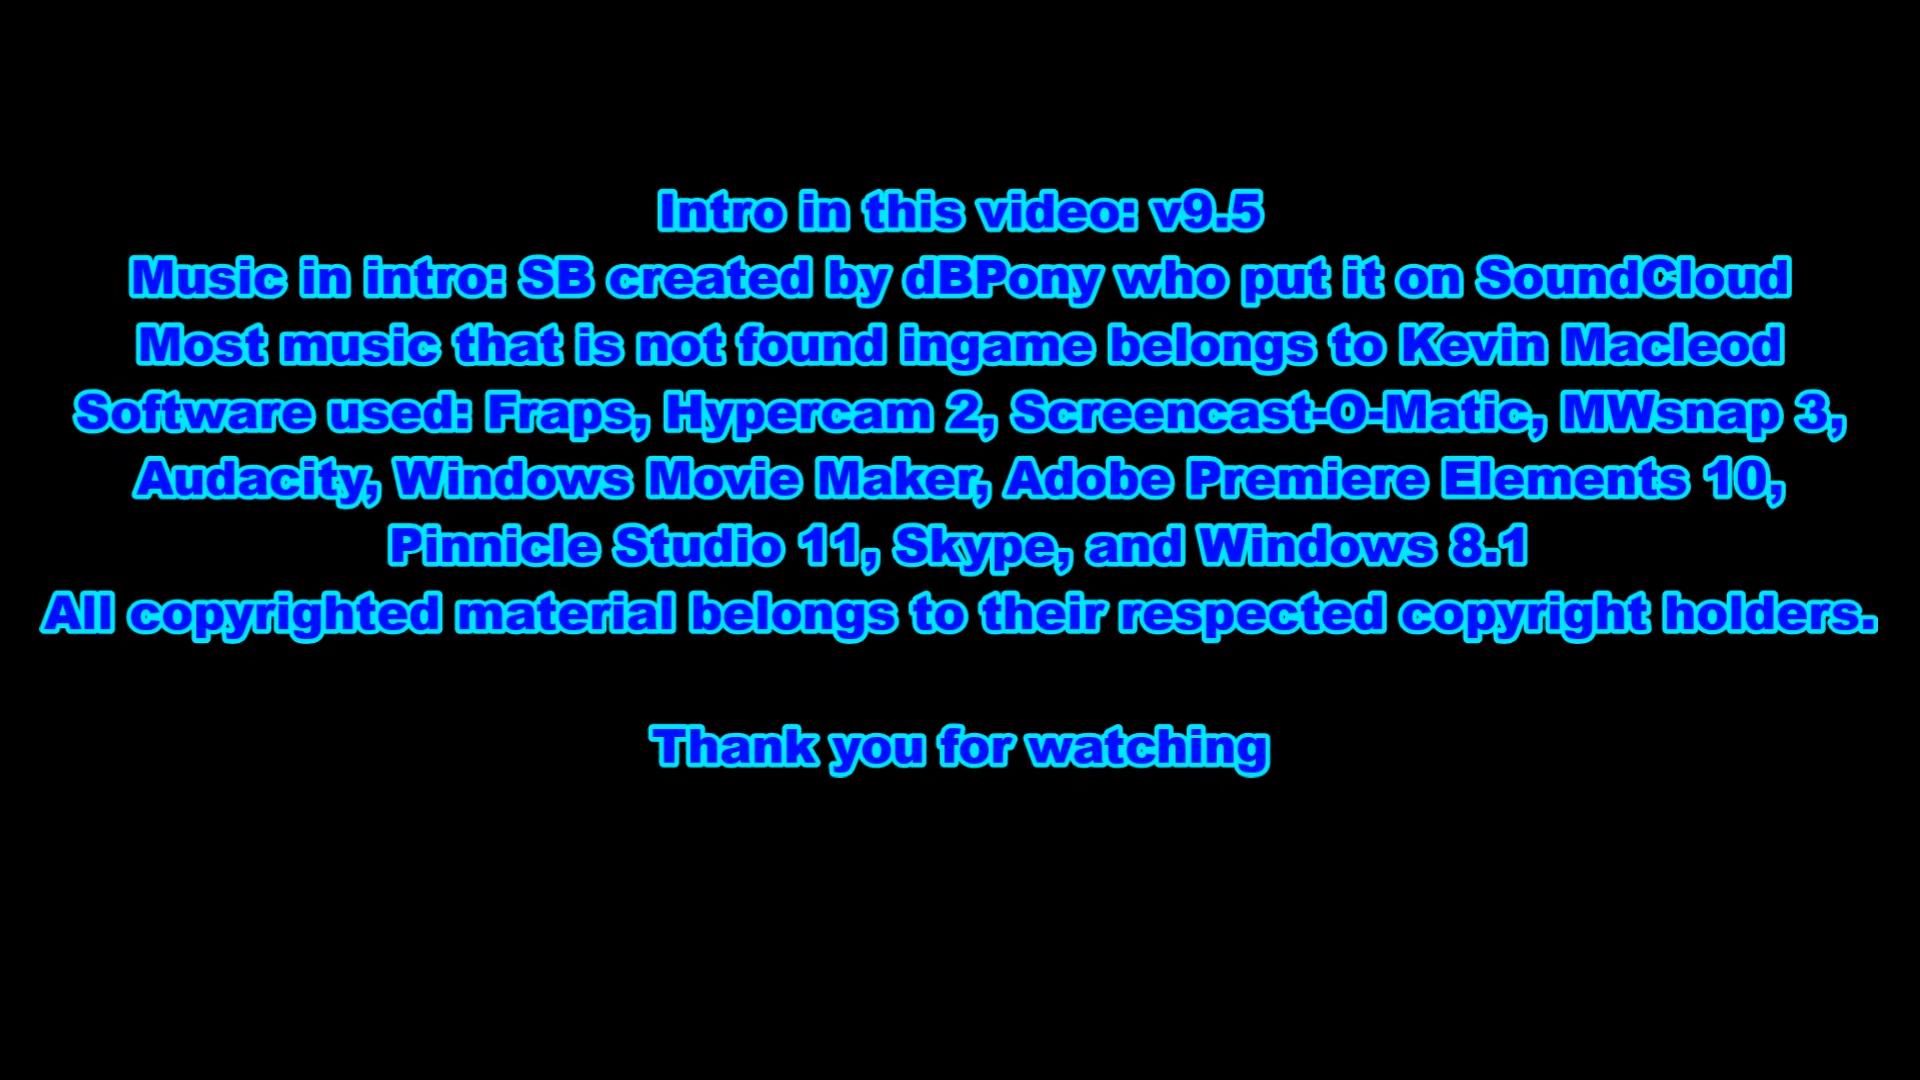 Intro in this video: v9.5
Music in intro: SB created by dBPony who put it on SoundCloud
Most music that is not found ingame belongs to Kevin Macleod
Software used: Fraps, Hypercam 2, Screencast-O-Matic, MWsnap 3,
Audacity, Windows Movie Maker, Adobe Premiere Elements 10,
Pinnicle Studio 11, Skype, and Windows 8.1
All copyrighted material belongs to their respected copyright holders.
Thank you for watching